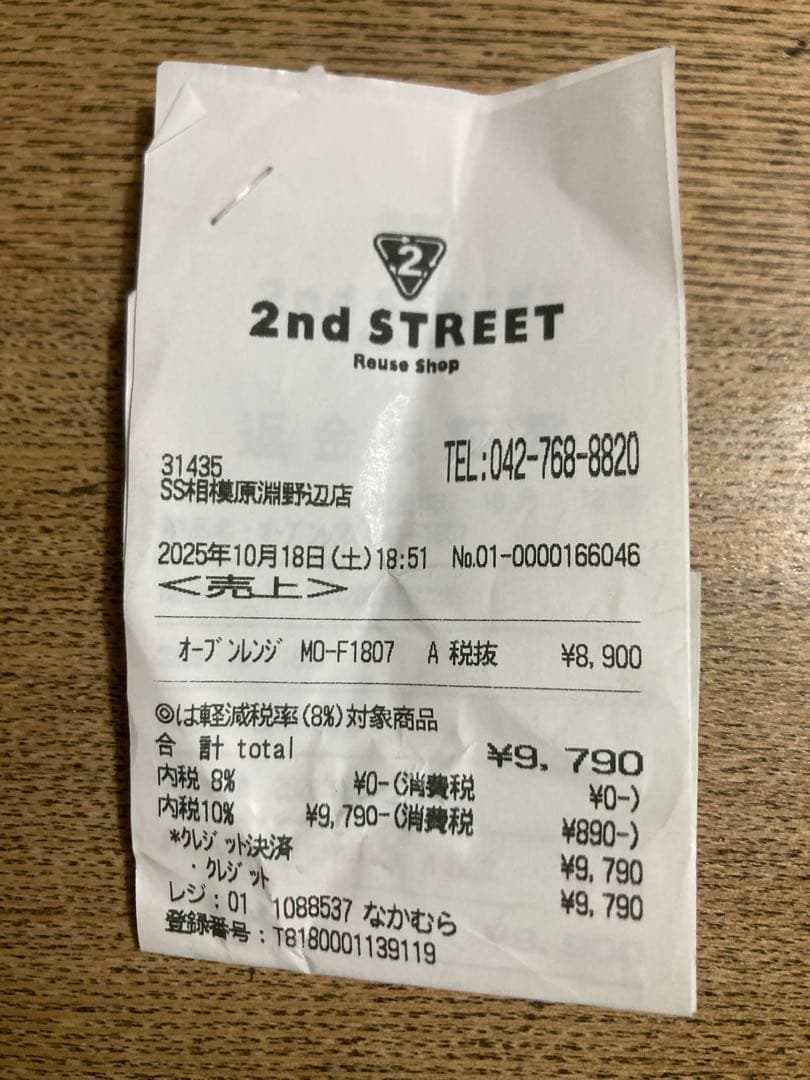 2
2nd STREET
Reuse Shop
31435 TEL:042-768-8820
SS相模原淵野辺店
2025年10月18日(土)18:51 No.01-0000166046
<売上>
オーブンレンジ MO-F1807 A 税抜 ¥8,900
◎は軽減税率(8%)対象商品
合 計 total ¥9,790
内税 8% ¥0-(消費税 ¥0-)
内税10% ¥9,790-(消費税 ¥890-)
*クレジット決済 ¥9,790
・クレジット ¥9,790
レジ:01 1088537 なかむら
登録番号:T8180001139119